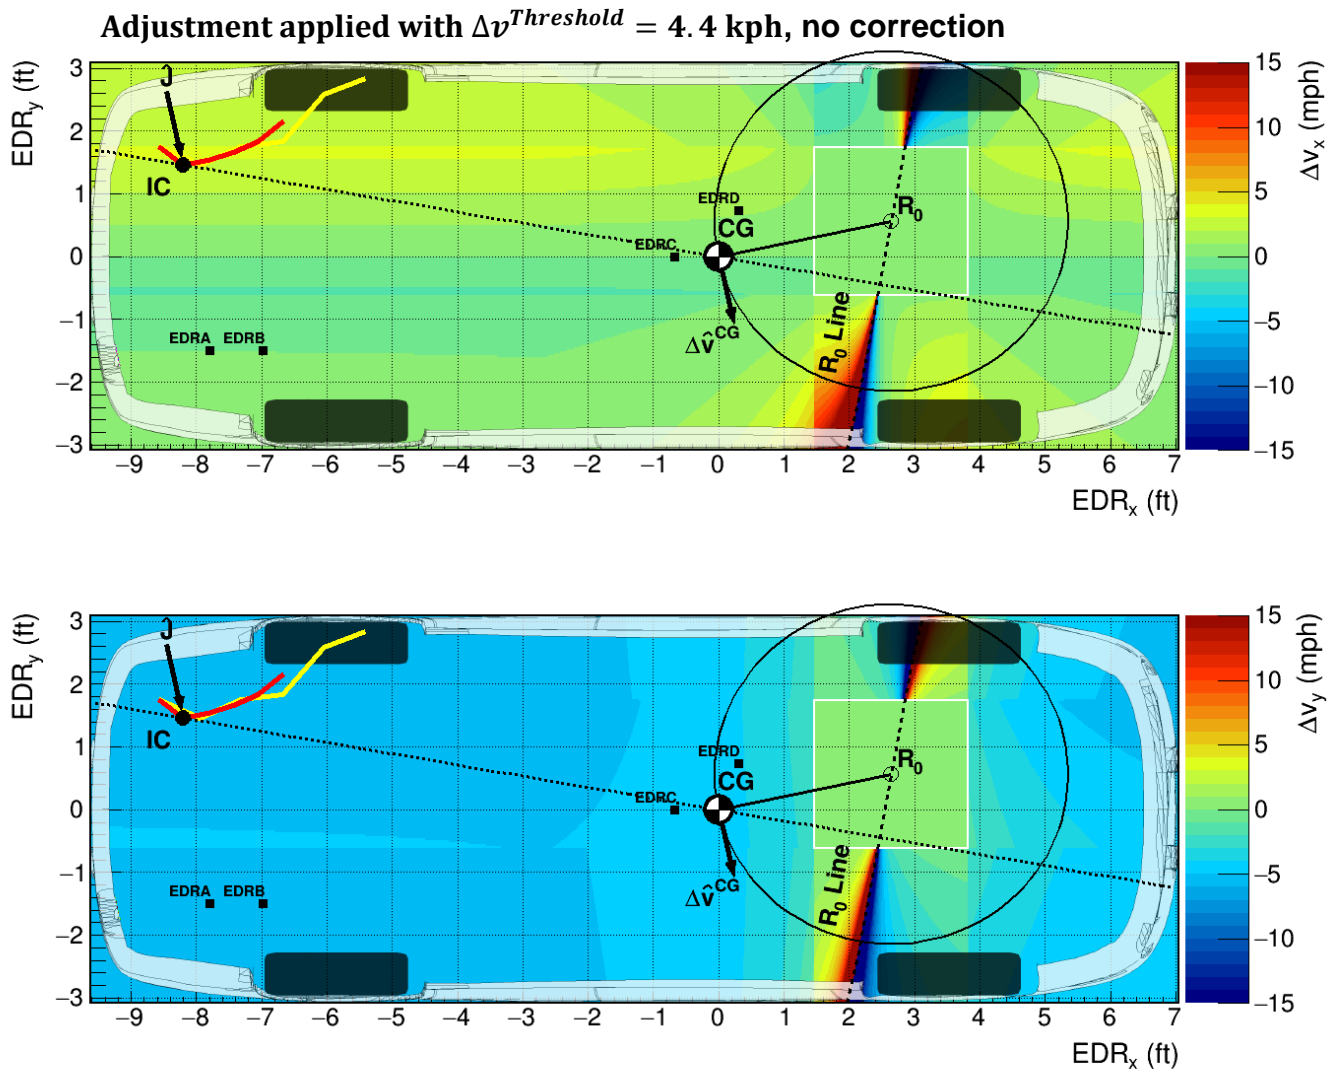 Adjustment applied with Δv^Threshold = 4.4 kph, no correction
EDR_y (ft)
3
2
1
0
−1
−2
−3
Ĵ
IC
EDRA EDRB
EDRC
EDRD
CG
Δv̂^CG
R_0
R_0 Line
−9 −8 −7 −6 −5 −4 −3 −2 −1 0 1 2 3 4 5 6 7
EDR_x (ft)
15
10
5
0
−5
−10
−15
Δv_x (mph)
EDR_y (ft)
3
2
1
0
−1
−2
−3
Ĵ
IC
EDRA EDRB
EDRC
EDRD
CG
Δv̂^CG
R_0
R_0 Line
−9 −8 −7 −6 −5 −4 −3 −2 −1 0 1 2 3 4 5 6 7
EDR_x (ft)
15
10
5
0
−5
−10
−15
Δv_y (mph)